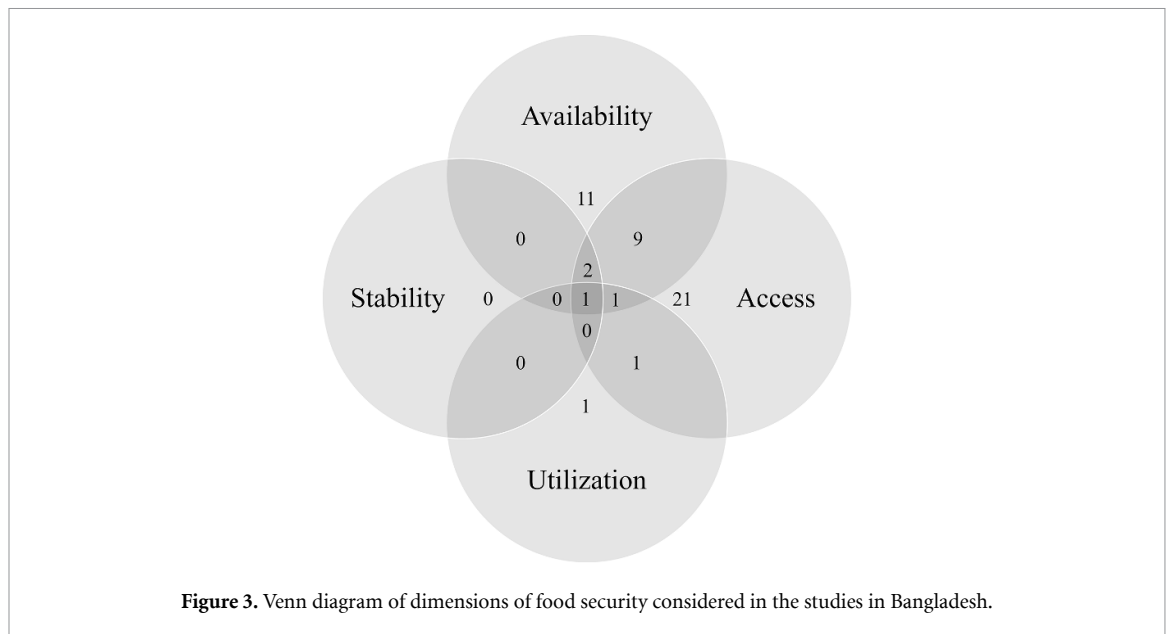 Availability
11
0 9
2
Stability 0 0 1 1 21 Access
0
0 1
1
Utilization
Figure 3. Venn diagram of dimensions of food security considered in the studies in Bangladesh.